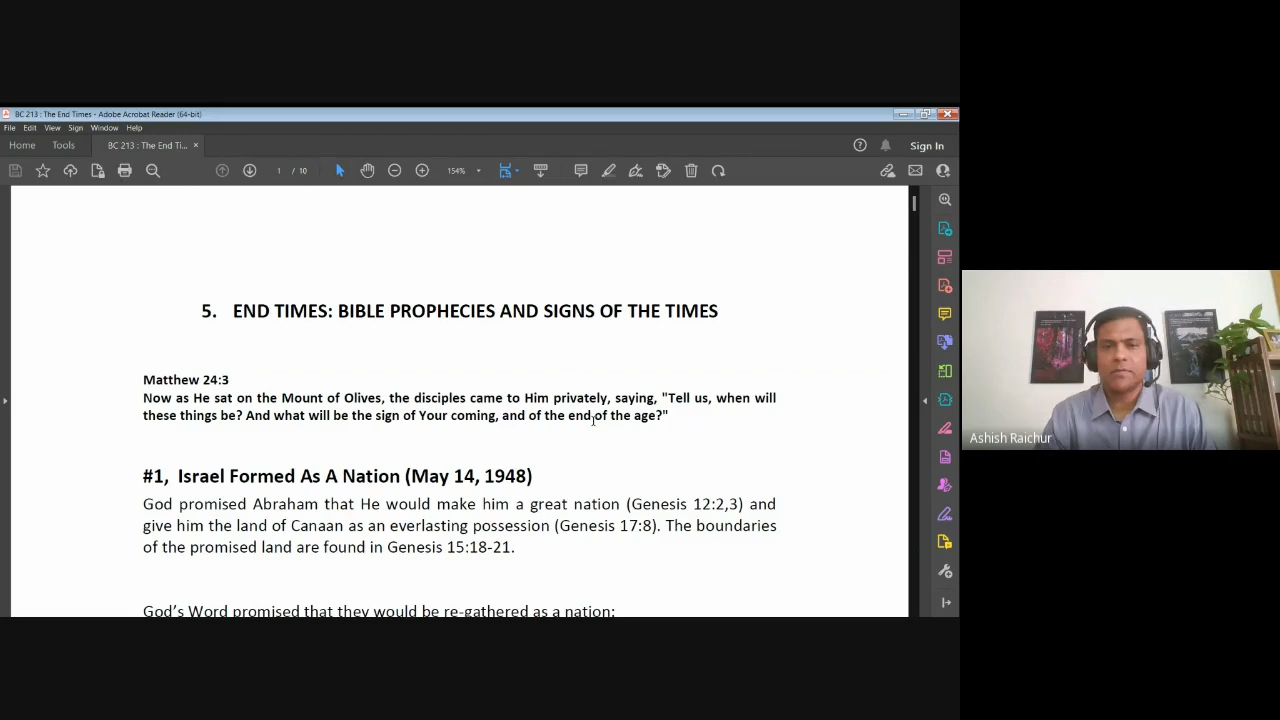 BC 213 : The End Times - Adobe Acrobat Reader (64-bit)
File Edit View Sign Window Help
Home Tools BC 213 : The End Ti... × Sign In
1 / 10 154%
5. END TIMES: BIBLE PROPHECIES AND SIGNS OF THE TIMES
Matthew 24:3
Now as He sat on the Mount of Olives, the disciples came to Him privately, saying, "Tell us, when will
these things be? And what will be the sign of Your coming, and of the end of the age?"
#1, Israel Formed As A Nation (May 14, 1948)
God promised Abraham that He would make him a great nation (Genesis 12:2,3) and
give him the land of Canaan as an everlasting possession (Genesis 17:8). The boundaries
of the promised land are found in Genesis 15:18-21.
God's Word promised that they would be re-gathered as a nation:
Ashish Raichur